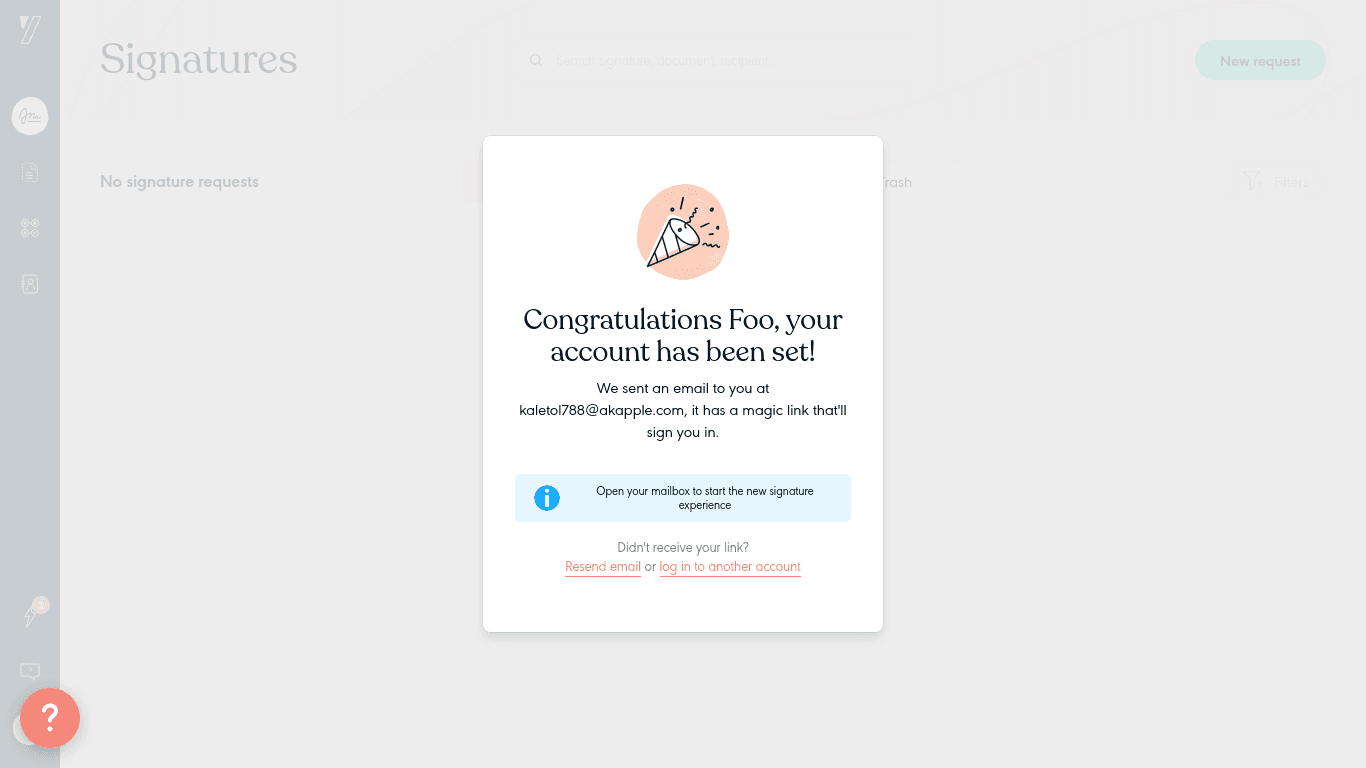 Signatures
Search signature, document, recipient...
New request
No signature requests
Trash
Filters
Congratulations Foo, your
account has been set!
We sent an email to you at
kaletol788@akapple.com, it has a magic link that'll
sign you in.
Open your mailbox to start the new signature
experience
Didn't receive your link?
Resend email or log in to another account
?